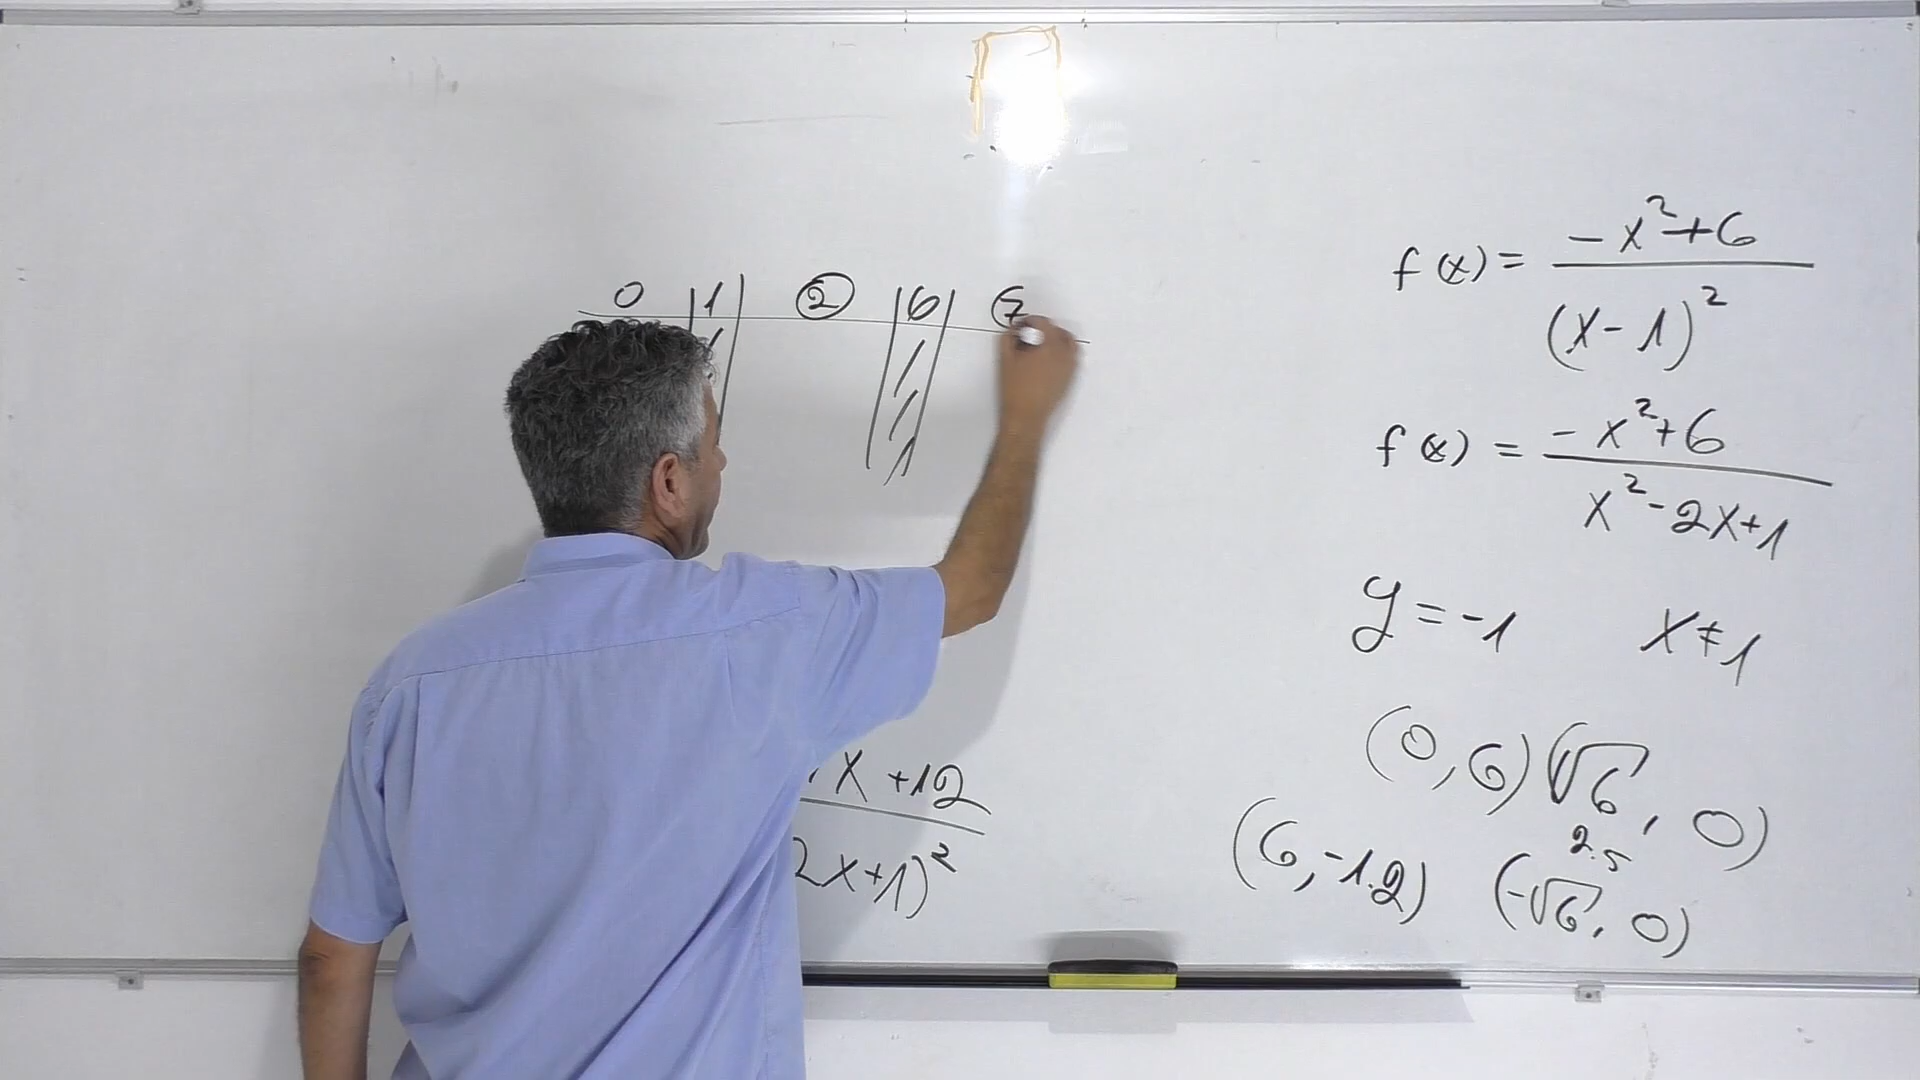 0 | 1 | 2 | 6 | 7
x + 12
2x+1)²
f(x) = -x²+6 / (x-1)²
f(x) = -x²+6 / x²-2x+1
y = -1 x ≠ 1
(0,6) (√6, 0)
2.5
(6,-1.2) (-√6, 0)